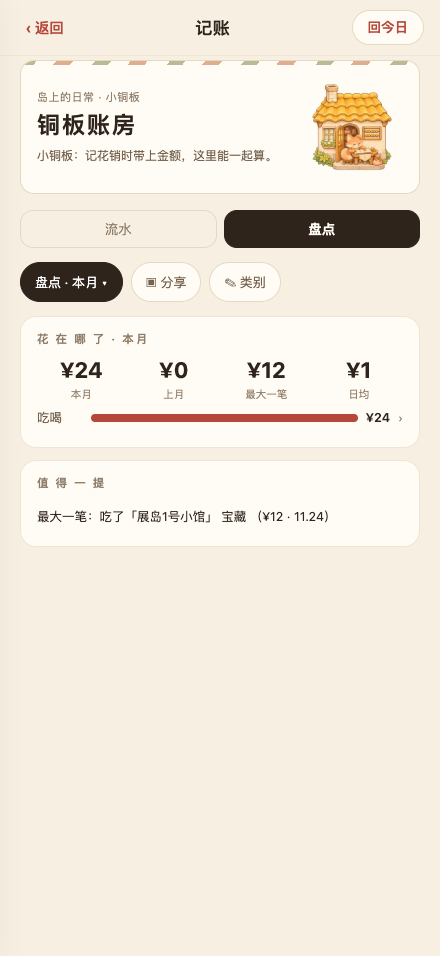 ‹ 返回
记账
回今日
岛上的日常 · 小铜板
铜板账房
小铜板：记花销时带上金额，这里能一起算。
流水
盘点
盘点 · 本月 ▾
▣ 分享
✎ 类别
花在哪了 · 本月
¥24
¥0
¥12
¥1
本月
上月
最大一笔
日均
吃喝
¥24 ›
值得一提
最大一笔：吃了「展岛1号小馆」 宝藏 （¥12 · 11.24）